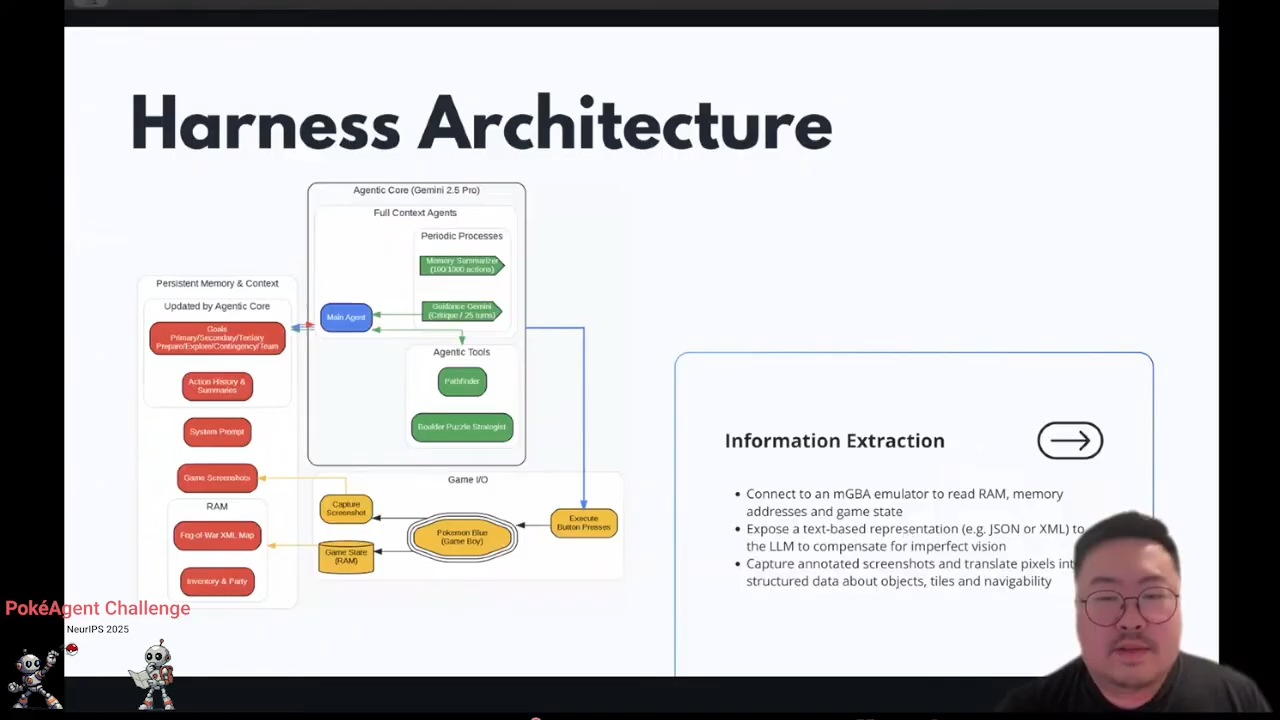 Harness Architecture
Agentic Core (Gemini 2.5 Pro)
Full Context Agents
Periodic Processes
Memory Summarizer
(100/1000 actions)
Guidance Gemini
(Critique / 25 turns)
Main Agent
Agentic Tools
Pathfinder
Boulder Puzzle Strategist
Persistent Memory & Context
Updated by Agentic Core
Goals
Primary/Secondary/Tertiary
Prepare/Explore/Contingency/Team
Action History &
Summaries
System Prompt
Game Screenshots
RAM
Fog-of-War XML Map
Inventory & Party
Game I/O
Capture
Screenshot
Game State
(RAM)
Pokemon Blue
(Game Boy)
Execute
Button Presses
Information Extraction
Connect to an mGBA emulator to read RAM, memory
addresses and game state
Expose a text-based representation (e.g. JSON or XML) to
the LLM to compensate for imperfect vision
Capture annotated screenshots and translate pixels int
structured data about objects, tiles and navigability
PokéAgent Challenge
NeurIPS 2025